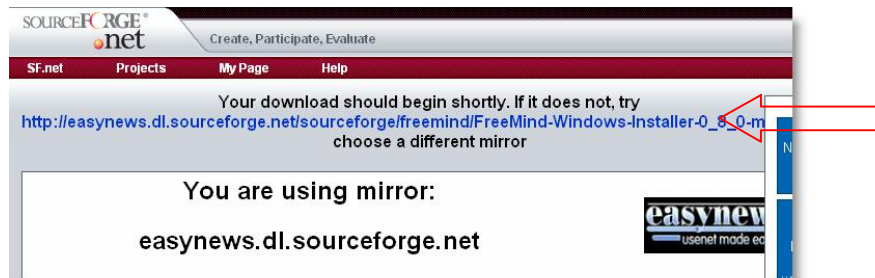 SOURCEFORGE®
.net
Create, Participate, Evaluate
SF.net Projects My Page Help
Your download should begin shortly. If it does not, try
http://easynews.dl.sourceforge.net/sourceforge/freemind/FreeMind-Windows-Installer-0_8_0-m
choose a different mirror
N
You are using mirror:
easynew
usenet made ea
easynews.dl.sourceforge.net